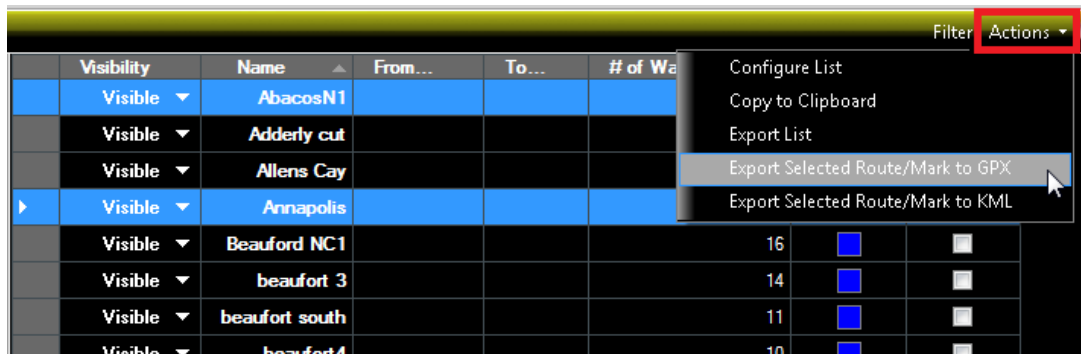 Filter Actions
Visibility Name From... To... # of Wa
Configure List
Visible AbacosN1
Copy to Clipboard
Visible Adderly cut
Export List
Visible Allens Cay
Export Selected Route/Mark to GPX
Visible Annapolis
Export Selected Route/Mark to KML
Visible Beauford NC1 16
Visible beaufort 3 14
Visible beaufort south 11
Visible beaufort4 10